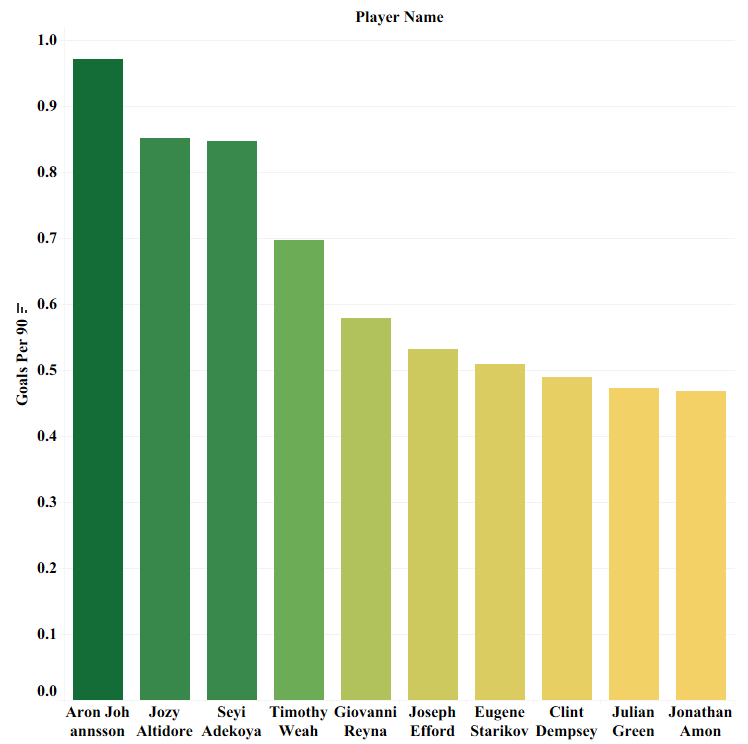 Player Name
1.0
0.9
0.8
0.7
0.6
0.5
0.4
0.3
0.2
0.1
0.0
Goals Per 90
Aron Joh
annsson
Jozy
Altidore
Seyi
Adekoya
Timothy
Weah
Giovanni
Reyna
Joseph
Efford
Eugene
Starikov
Clint
Dempsey
Julian
Green
Jonathan
Amon